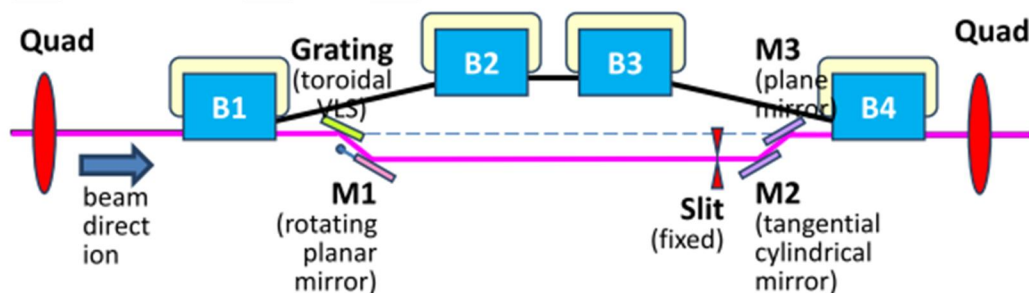 Quad
B1
Grating
(toroidal
VLS)
B2
B3
M3
(plane
mirror)
B4
Quad
beam
direct
ion
M1
(rotating
planar
mirror)
Slit
(fixed)
M2
(tangential
cylindrical
mirror)